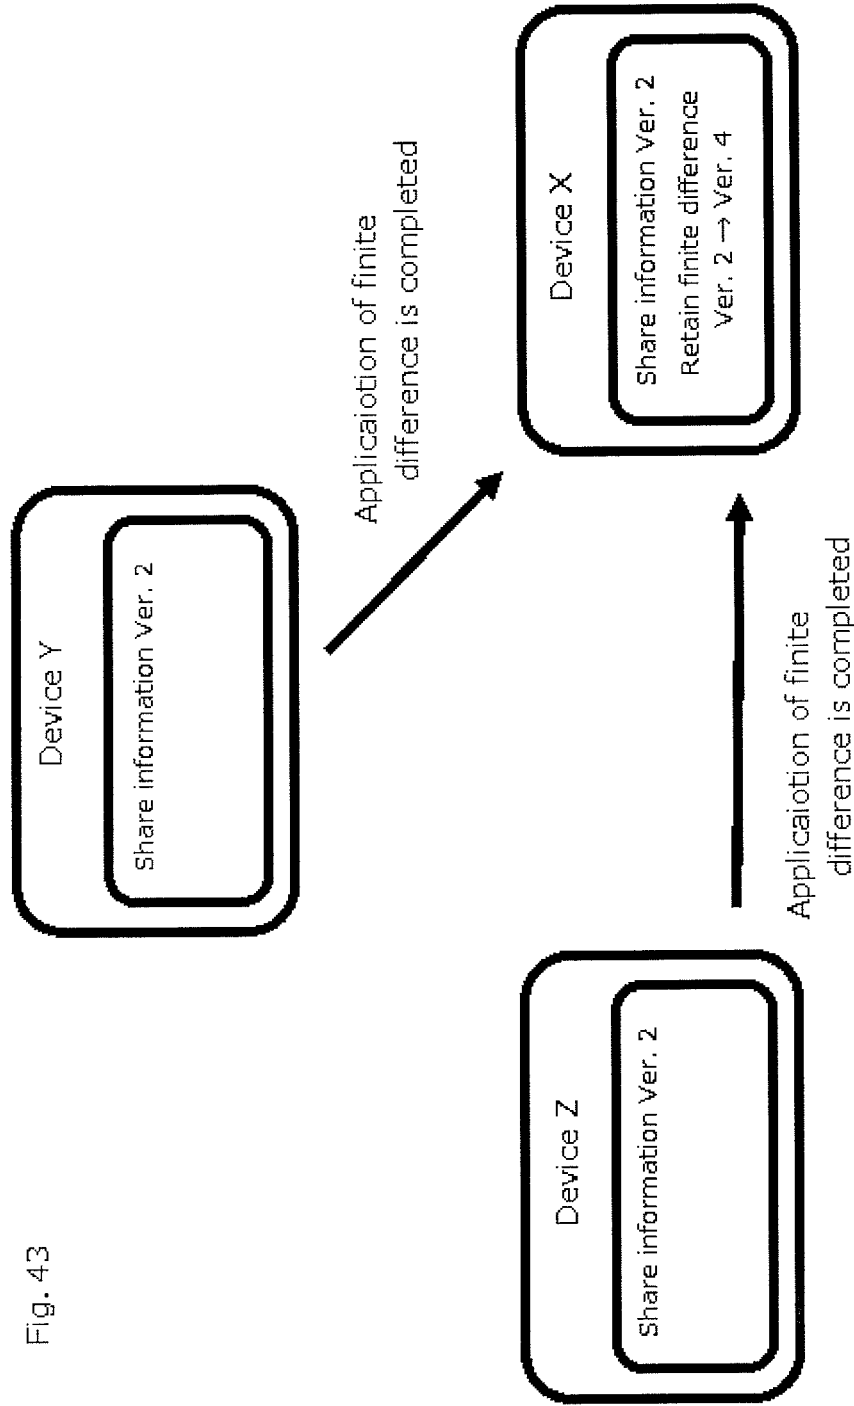 Fig. 43
Device Y
Share information Ver. 2
Applicaiotion of finite
difference is completed
Device Z
Share information Ver. 2
Applicaiotion of finite
difference is completed
Device X
Share information Ver. 2
Retain finite difference
Ver. 2 → Ver. 4